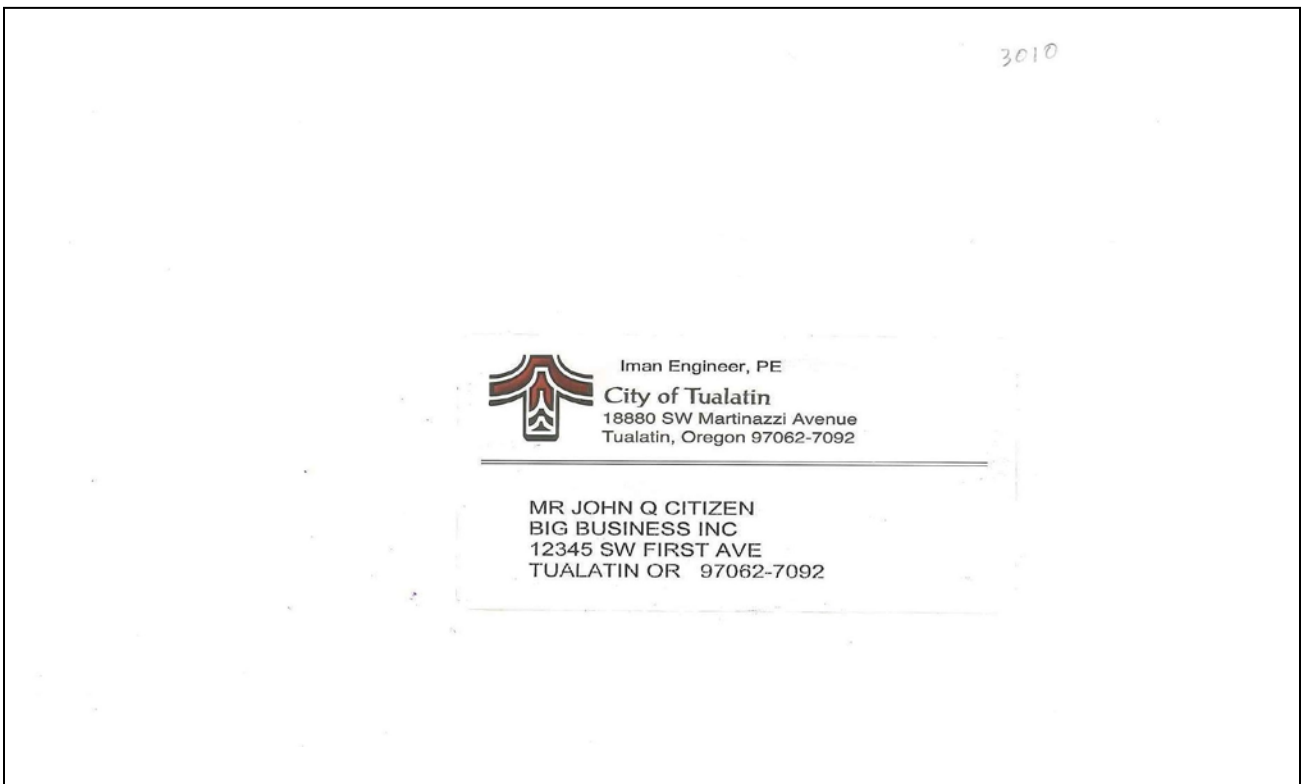 3010
Iman Engineer, PE
City of Tualatin
18880 SW Martinazzi Avenue
Tualatin, Oregon 97062-7092
MR JOHN Q CITIZEN
BIG BUSINESS INC
12345 SW FIRST AVE
TUALATIN OR 97062-7092